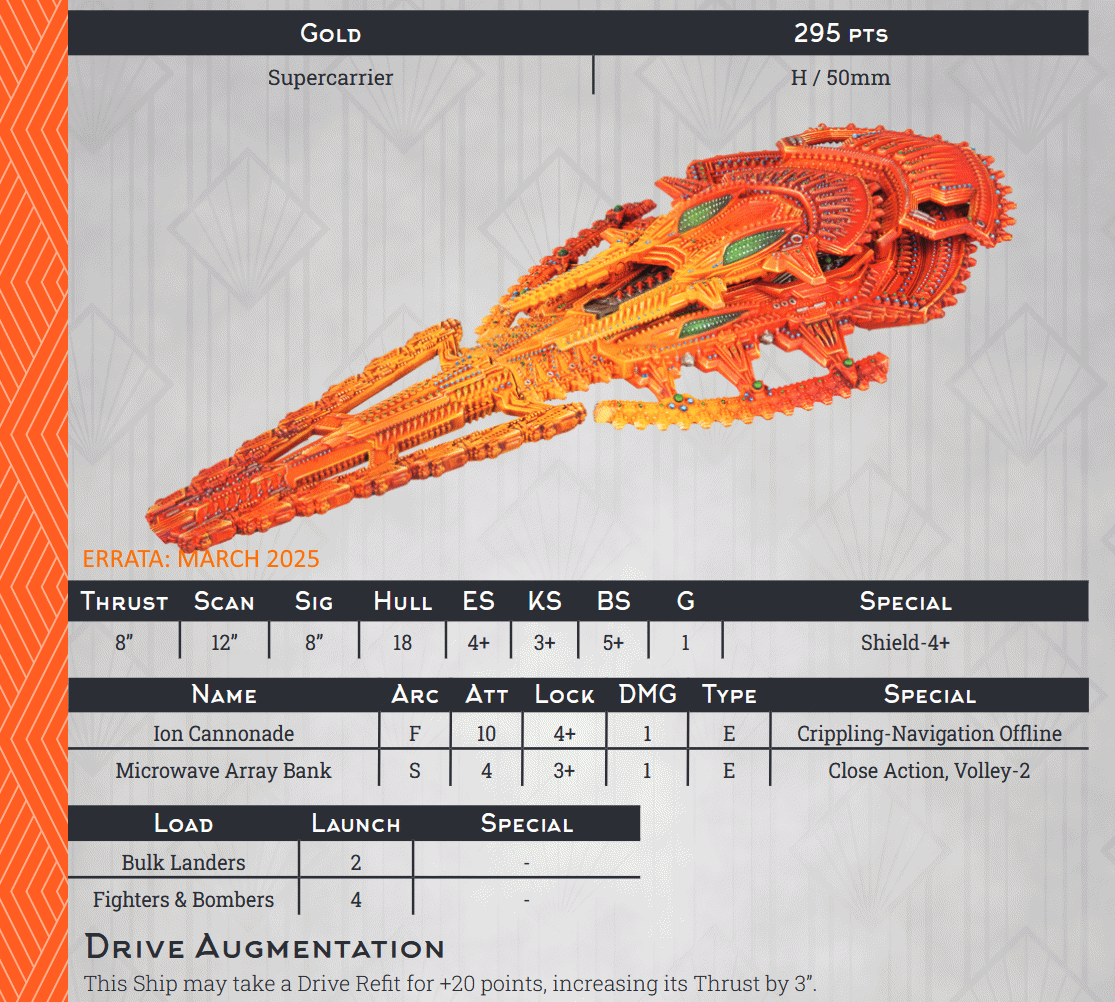 Gold 295 pts
Supercarrier H / 50mm
ERRATA: MARCH 2025
Thrust Scan Sig Hull ES KS BS G Special
8” 12” 8” 18 4+ 3+ 5+ 1 Shield-4+
Name Arc Att Lock DMG Type Special
Ion Cannonade F 10 4+ 1 E Crippling-Navigation Offline
Microwave Array Bank S 4 3+ 1 E Close Action, Volley-2
Load Launch Special
Bulk Landers 2 -
Fighters & Bombers 4 -
Drive Augmentation
This Ship may take a Drive Refit for +20 points, increasing its Thrust by 3”.